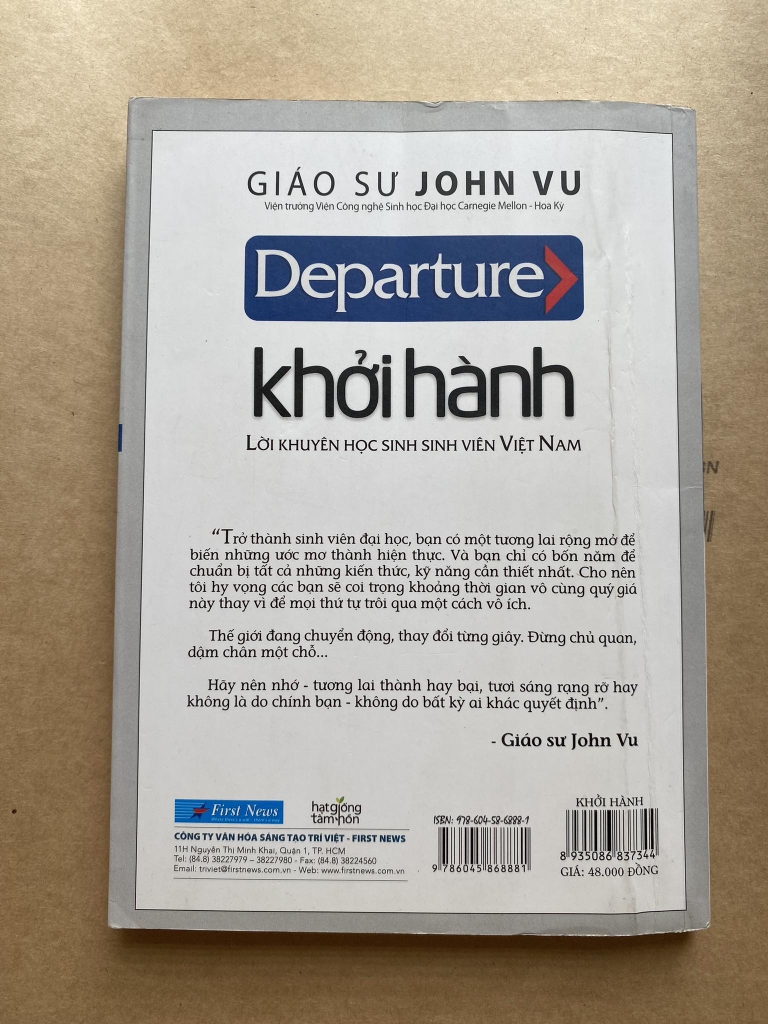 GIÁO SƯ JOHN VU
Viện trưởng Viện Công nghệ Sinh học Đại học Carnegie Mellon - Hoa Kỳ
Departure
khởi hành
LỜI KHUYÊN HỌC SINH SINH VIÊN VIỆT NAM
“Trở thành sinh viên đại học, bạn có một tương lai rộng mở để
biến những ước mơ thành hiện thực. Và bạn chỉ có bốn năm để
chuẩn bị tất cả những kiến thức, kỹ năng cần thiết nhất. Cho nên
tôi hy vọng các bạn sẽ coi trọng khoảng thời gian vô cùng quý giá
này thay vì để mọi thứ tự trôi qua một cách vô ích.
Thế giới đang chuyển động, thay đổi từng giây. Đừng chủ quan,
dậm chân một chỗ...
Hãy nên nhớ - tương lai thành hay bại, tươi sáng rạng rỡ hay
không là do chính bạn - không do bất kỳ ai khác quyết định”.
- Giáo sư John Vu
First News
hạt giống
tâm hồn
CÔNG TY VĂN HÓA SÁNG TẠO TRÍ VIỆT - FIRST NEWS
11H Nguyễn Thị Minh Khai, Quận 1, TP. HCM
Tel: (84.8) 38227979 – 38227980 - Fax: (84.8) 38224560
Email: triviet@firstnews.com.vn - Web: www.firstnews.com.vn
ISBN: 978-604-58-6888-1
9 786045 868881
KHỞI HÀNH
8 935086 837344
GIÁ: 48.000 ĐỒNG